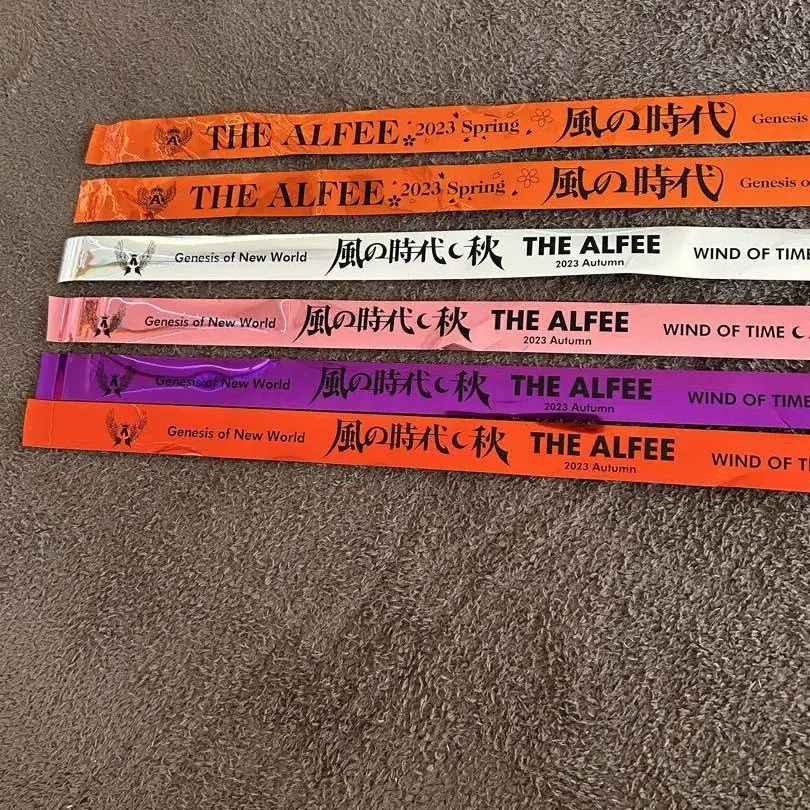 THE ALFEE 2023 Spring 風の時代 Genesis
THE ALFEE 2023 Spring 風の時代 Genesis o
Genesis of New World 風の時代 秋 THE ALFEE WIND OF TIME
2023 Autumn
Genesis of New World 風の時代 秋 THE ALFEE WIND OF TIME
2023 Autumn
Genesis of New World 風の時代 秋 THE ALFEE WIND OF TIME
2023 Autumn
Genesis of New World 風の時代 秋 THE ALFEE WIND OF TI
2023 Autumn